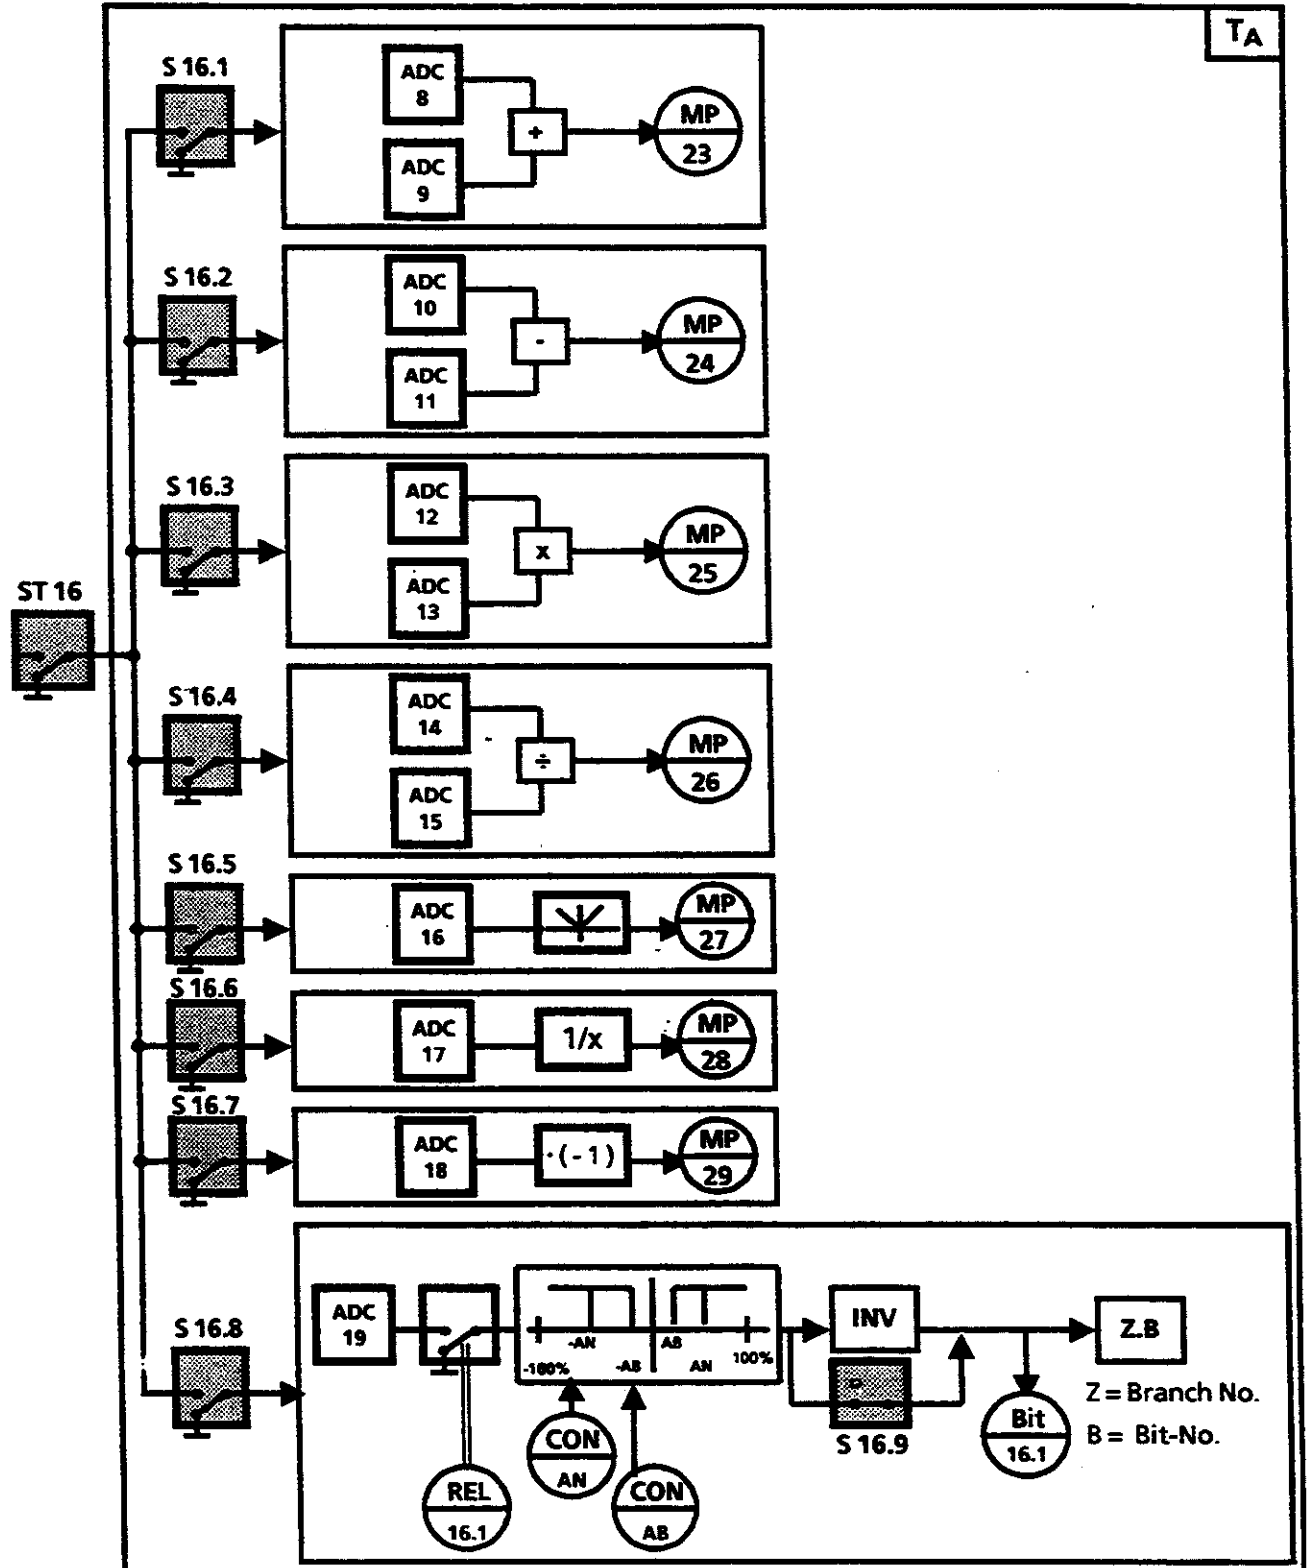 TA
S 16.1
ADC
8
+
MP
23
ADC
9
S 16.2
ADC
10
-
MP
24
ADC
11
S 16.3
ADC
12
x
MP
25
ADC
13
ST 16
S 16.4
ADC
14
÷
MP
26
ADC
15
S 16.5
ADC
16
MP
27
S 16.6
ADC
17
1/x
MP
28
S 16.7
ADC
18
·(-1)
MP
29
S 16.8
ADC
19
-AN
AB
-100%
-AB
AN
100%
INV
Z.B
Z = Branch No.
B = Bit-No.
S 16.9
Bit
16.1
CON
AN
REL
16.1
CON
AB